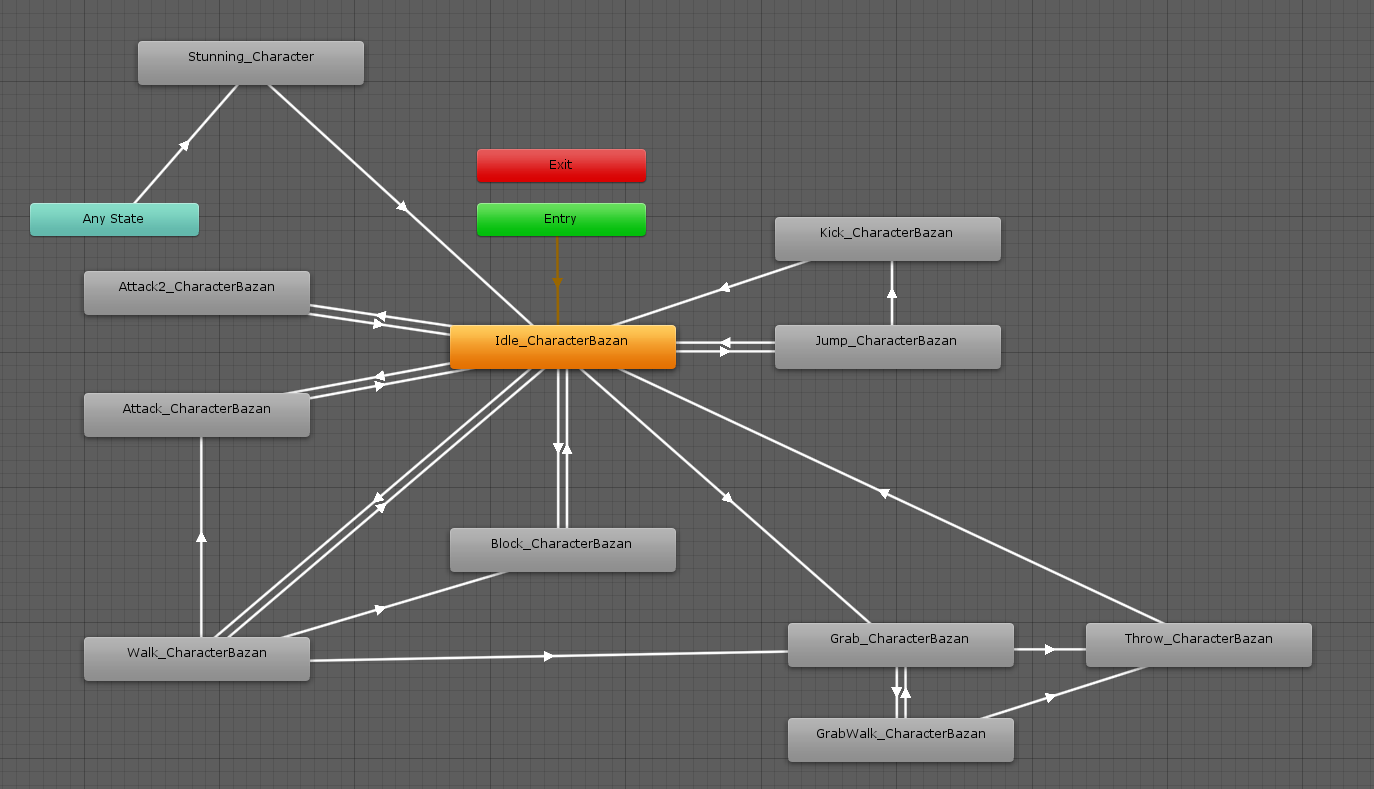 Stunning_Character
Exit
Any State
Entry
Kick_CharacterBazan
Attack2_CharacterBazan
Idle_CharacterBazan
Jump_CharacterBazan
Attack_CharacterBazan
Block_CharacterBazan
Walk_CharacterBazan
Grab_CharacterBazan
Throw_CharacterBazan
GrabWalk_CharacterBazan